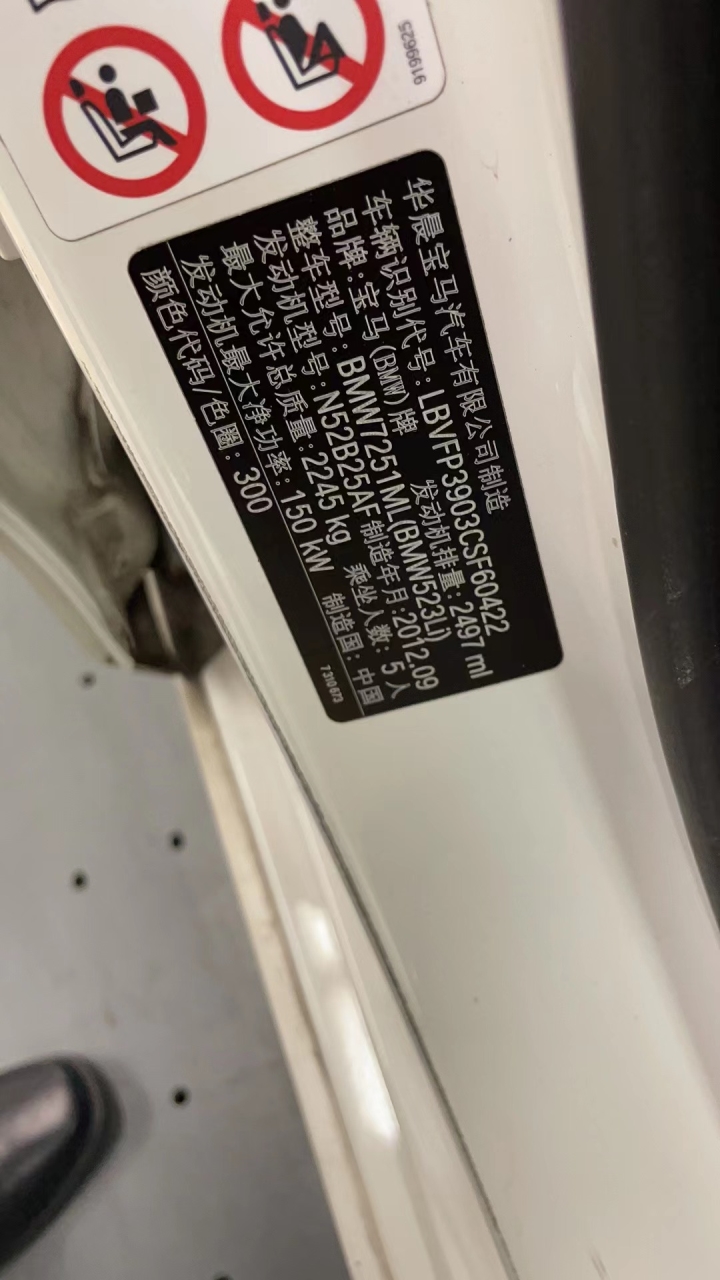 9199625
华晨宝马汽车有限公司制造
车辆识别代号: LBVFP3903CSF60422
品牌: 宝马(BMW)牌 发动机排量: 2497 ml
整车型号: BMW7251ML(BMW523Li)
发动机型号: N52B25AF 制造年月:2012.09
最大允许总质量: 2245 kg 乘坐人数: 5 人
发动机最大净功率: 150 kW 制造国: 中国
颜色代码/色圈: 300 7 310 673